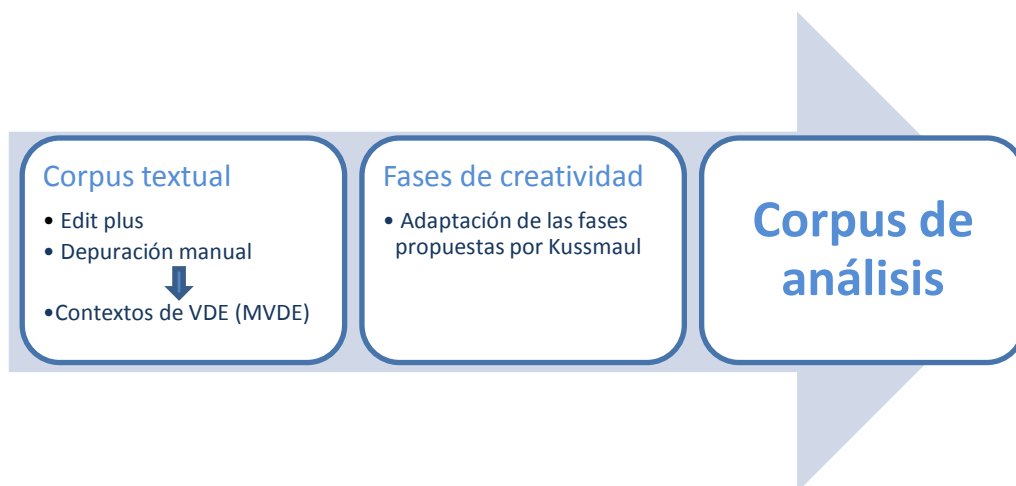 Corpus textual
• Edit plus
• Depuración manual
•Contextos de VDE (MVDE)
Fases de creatividad
• Adaptación de las fases
propuestas por Kussmaul
Corpus de
análisis